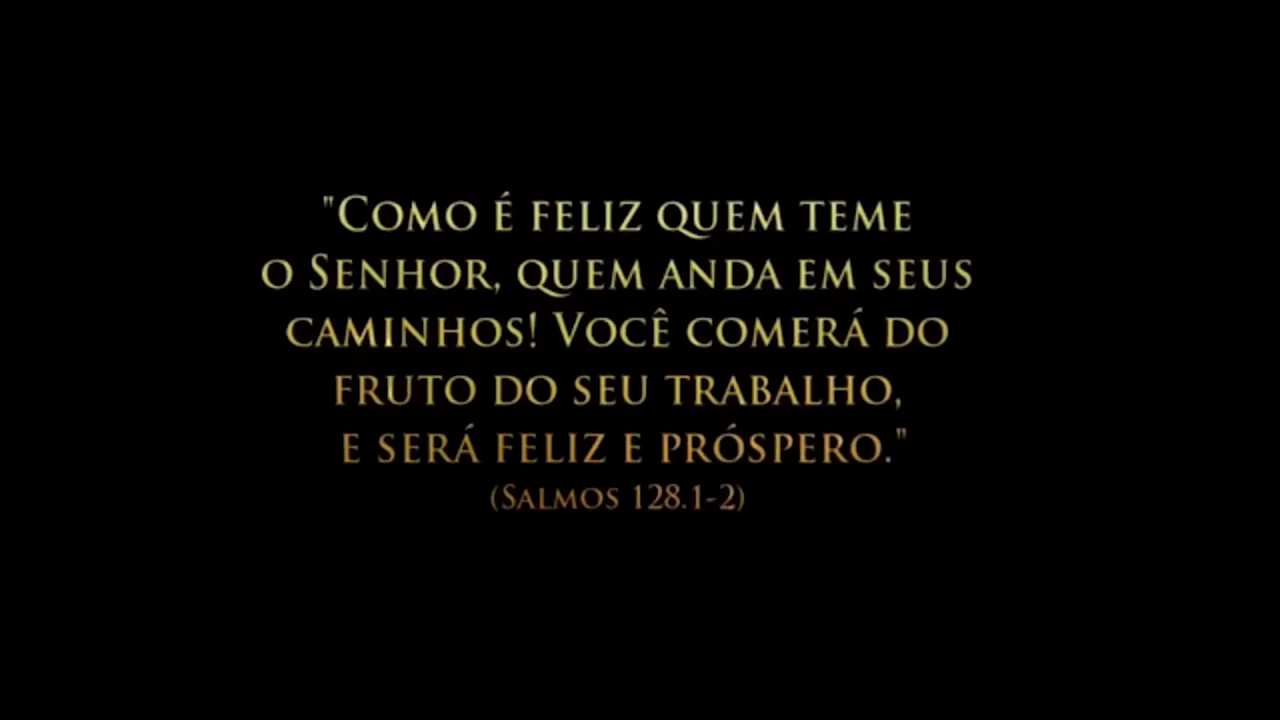 "Como é feliz quem teme
o Senhor, quem anda em seus
caminhos! Você comerá do
fruto do seu trabalho,
e será feliz e próspero."
(Salmos 128.1-2)